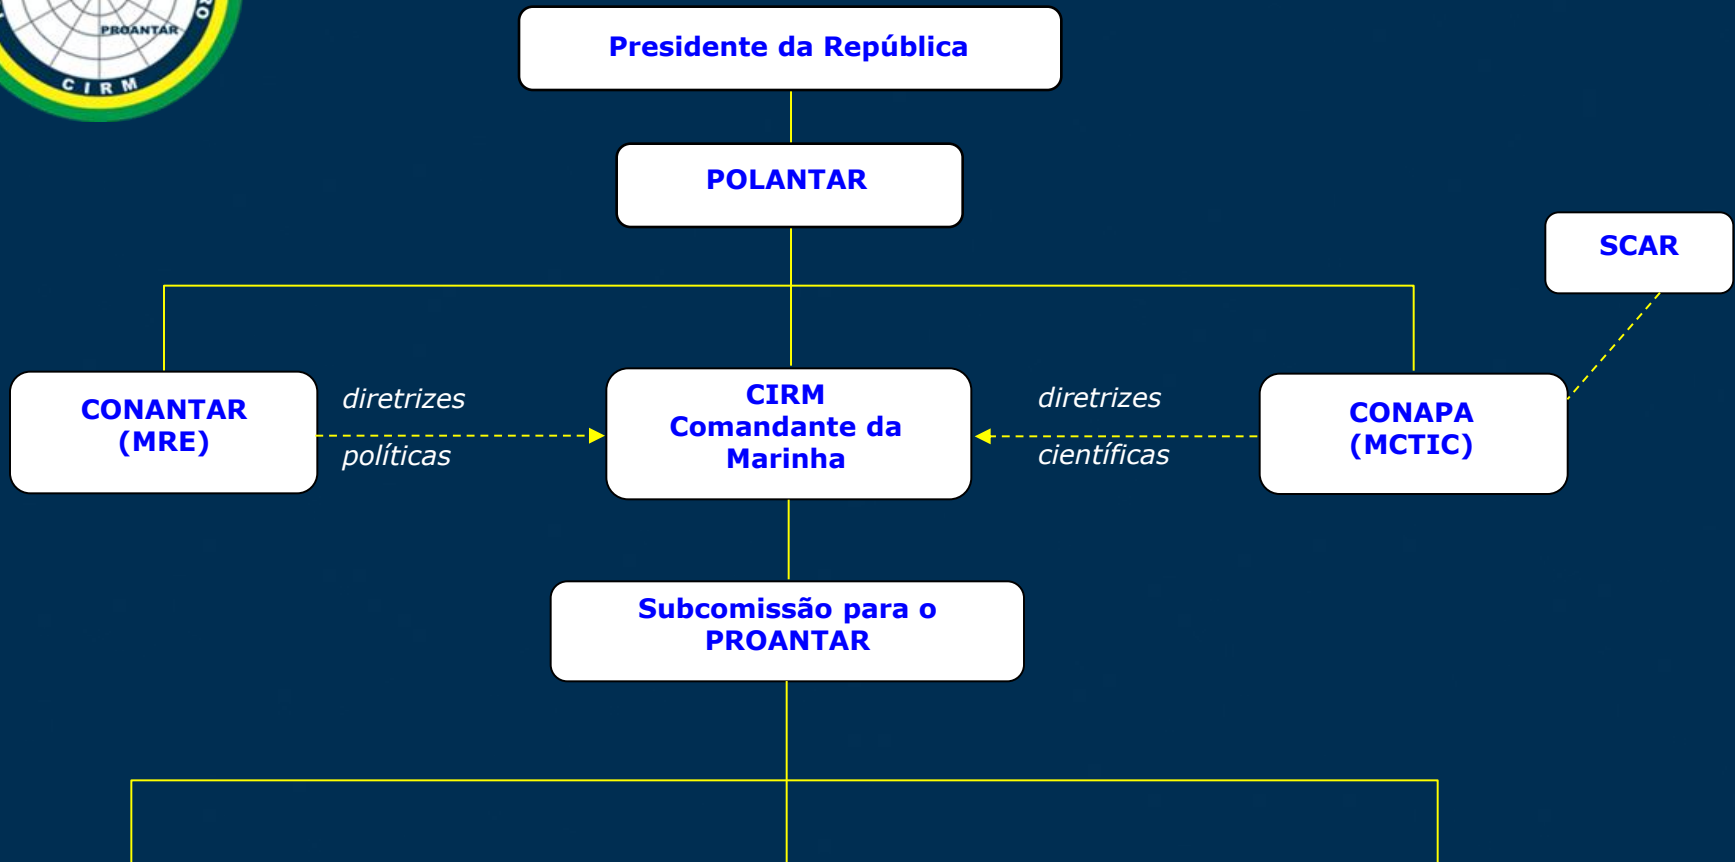 PROANTAR
CIRM
Presidente da República
POLANTAR
SCAR
CONANTAR
(MRE)
diretrizes
políticas
CIRM
Comandante da
Marinha
diretrizes
científicas
CONAPA
(MCTIC)
Subcomissão para o
PROANTAR